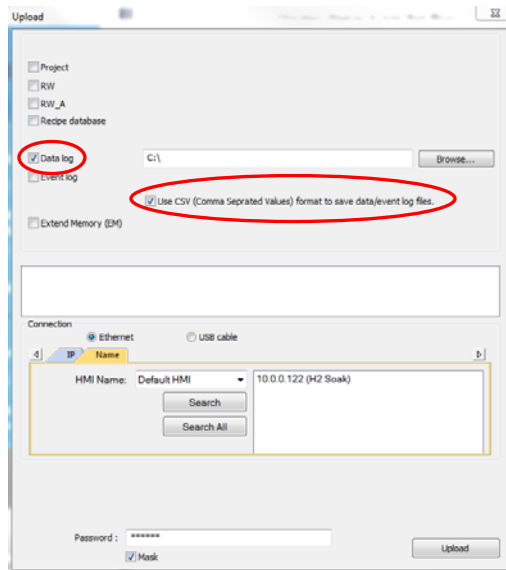 Upload
Project
RW
RW_A
Recipe database
Data log
C:\
Browse...
Event log
Use CSV (Comma Seprated Values) format to save data/event log files.
Extend Memory (EM)
Connection
Ethernet
USB cable
IP
Name
HMI Name:
Default HMI
10.0.0.122 (H2 Soak)
Search
Search All
Password :
******
Mask
Upload